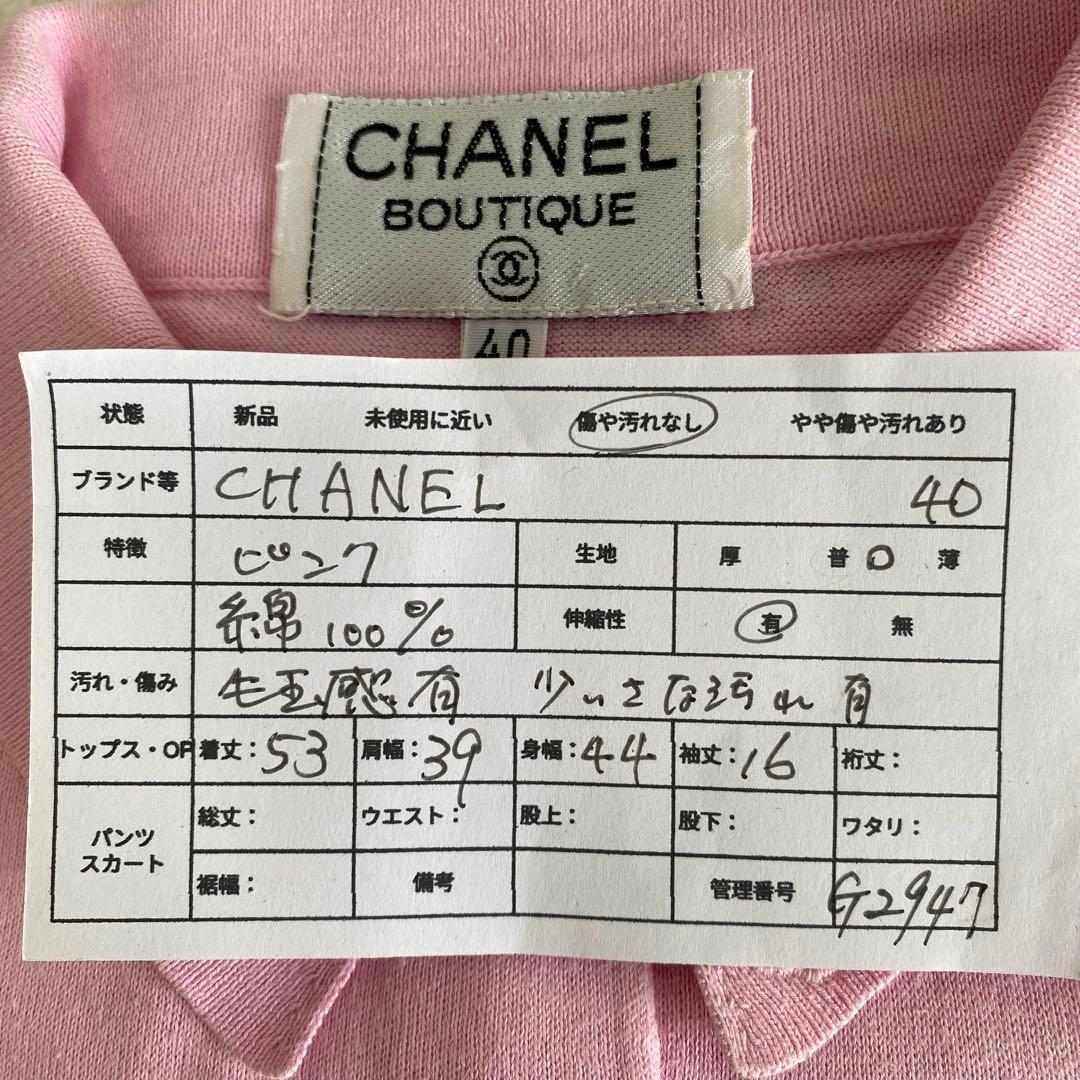 CHANEL
BOUTIQUE
40
状態 新品 未使用に近い 傷や汚れなし やや傷や汚れあり
ブランド等 CHANEL 40
特徴 ピンク 生地 厚 普 薄
綿 100% 伸縮性 有 無
汚れ・傷み 毛玉感有 少いさな汚れ有
トップス・OP 着丈：53 肩幅：39 身幅：44 袖丈：16 裄丈：
パンツ スカート 総丈： ウエスト： 股上： 股下： ワタリ：
裾幅： 備考 管理番号 G2947